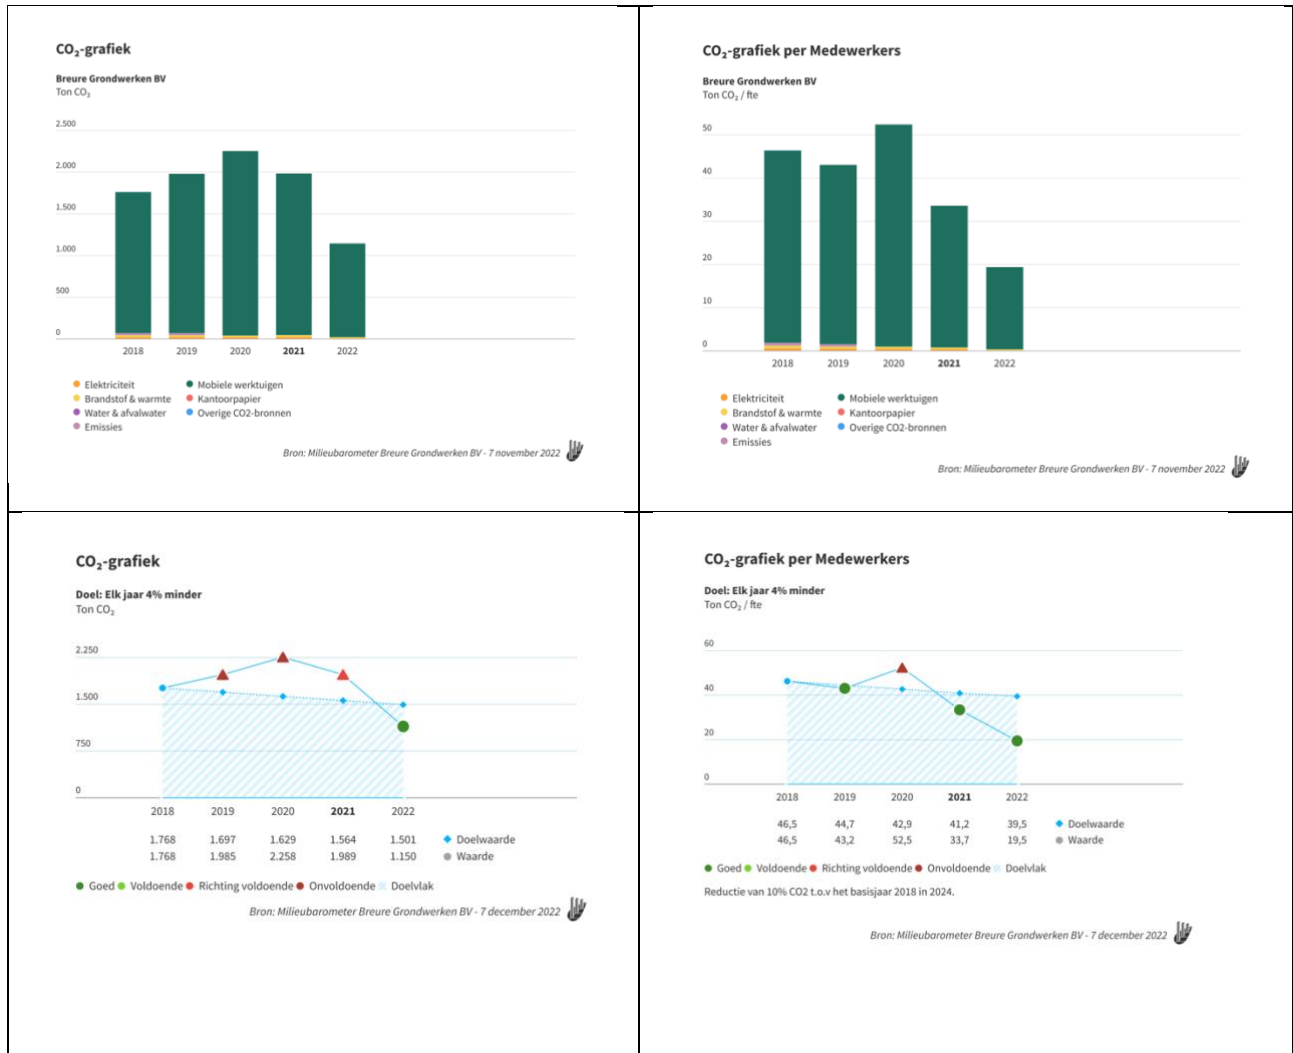 CO₂-grafiek
Breure Grondwerken BV
Ton CO₂
2.500
2.000
1.500
1.000
500
0
2018 2019 2020 2021 2022
Elektriciteit Mobiele werktuigen
Brandstof & warmte Kantoorpapier
Water & afvalwater Overige CO2-bronnen
Emissies
Bron: Milieubarometer Breure Grondwerken BV - 7 november 2022
CO₂-grafiek per Medewerkers
Breure Grondwerken BV
Ton CO₂ / fte
50
40
30
20
10
0
2018 2019 2020 2021 2022
Elektriciteit Mobiele werktuigen
Brandstof & warmte Kantoorpapier
Water & afvalwater Overige CO2-bronnen
Emissies
Bron: Milieubarometer Breure Grondwerken BV - 7 november 2022
CO₂-grafiek
Doel: Elk jaar 4% minder
Ton CO₂
2.250
1.500
750
0
2018 2019 2020 2021 2022
1.768 1.697 1.629 1.564 1.501 Doelwaarde
1.768 1.985 2.258 1.989 1.150 Waarde
Goed Voldoende Richting voldoende Onvoldoende Doelvlak
Bron: Milieubarometer Breure Grondwerken BV - 7 december 2022
CO₂-grafiek per Medewerkers
Doel: Elk jaar 4% minder
Ton CO₂ / fte
60
40
20
0
2018 2019 2020 2021 2022
46,5 44,7 42,9 41,2 39,5 Doelwaarde
46,5 43,2 52,5 33,7 19,5 Waarde
Goed Voldoende Richting voldoende Onvoldoende Doelvlak
Reductie van 10% CO2 t.o.v het basisjaar 2018 in 2024.
Bron: Milieubarometer Breure Grondwerken BV - 7 december 2022